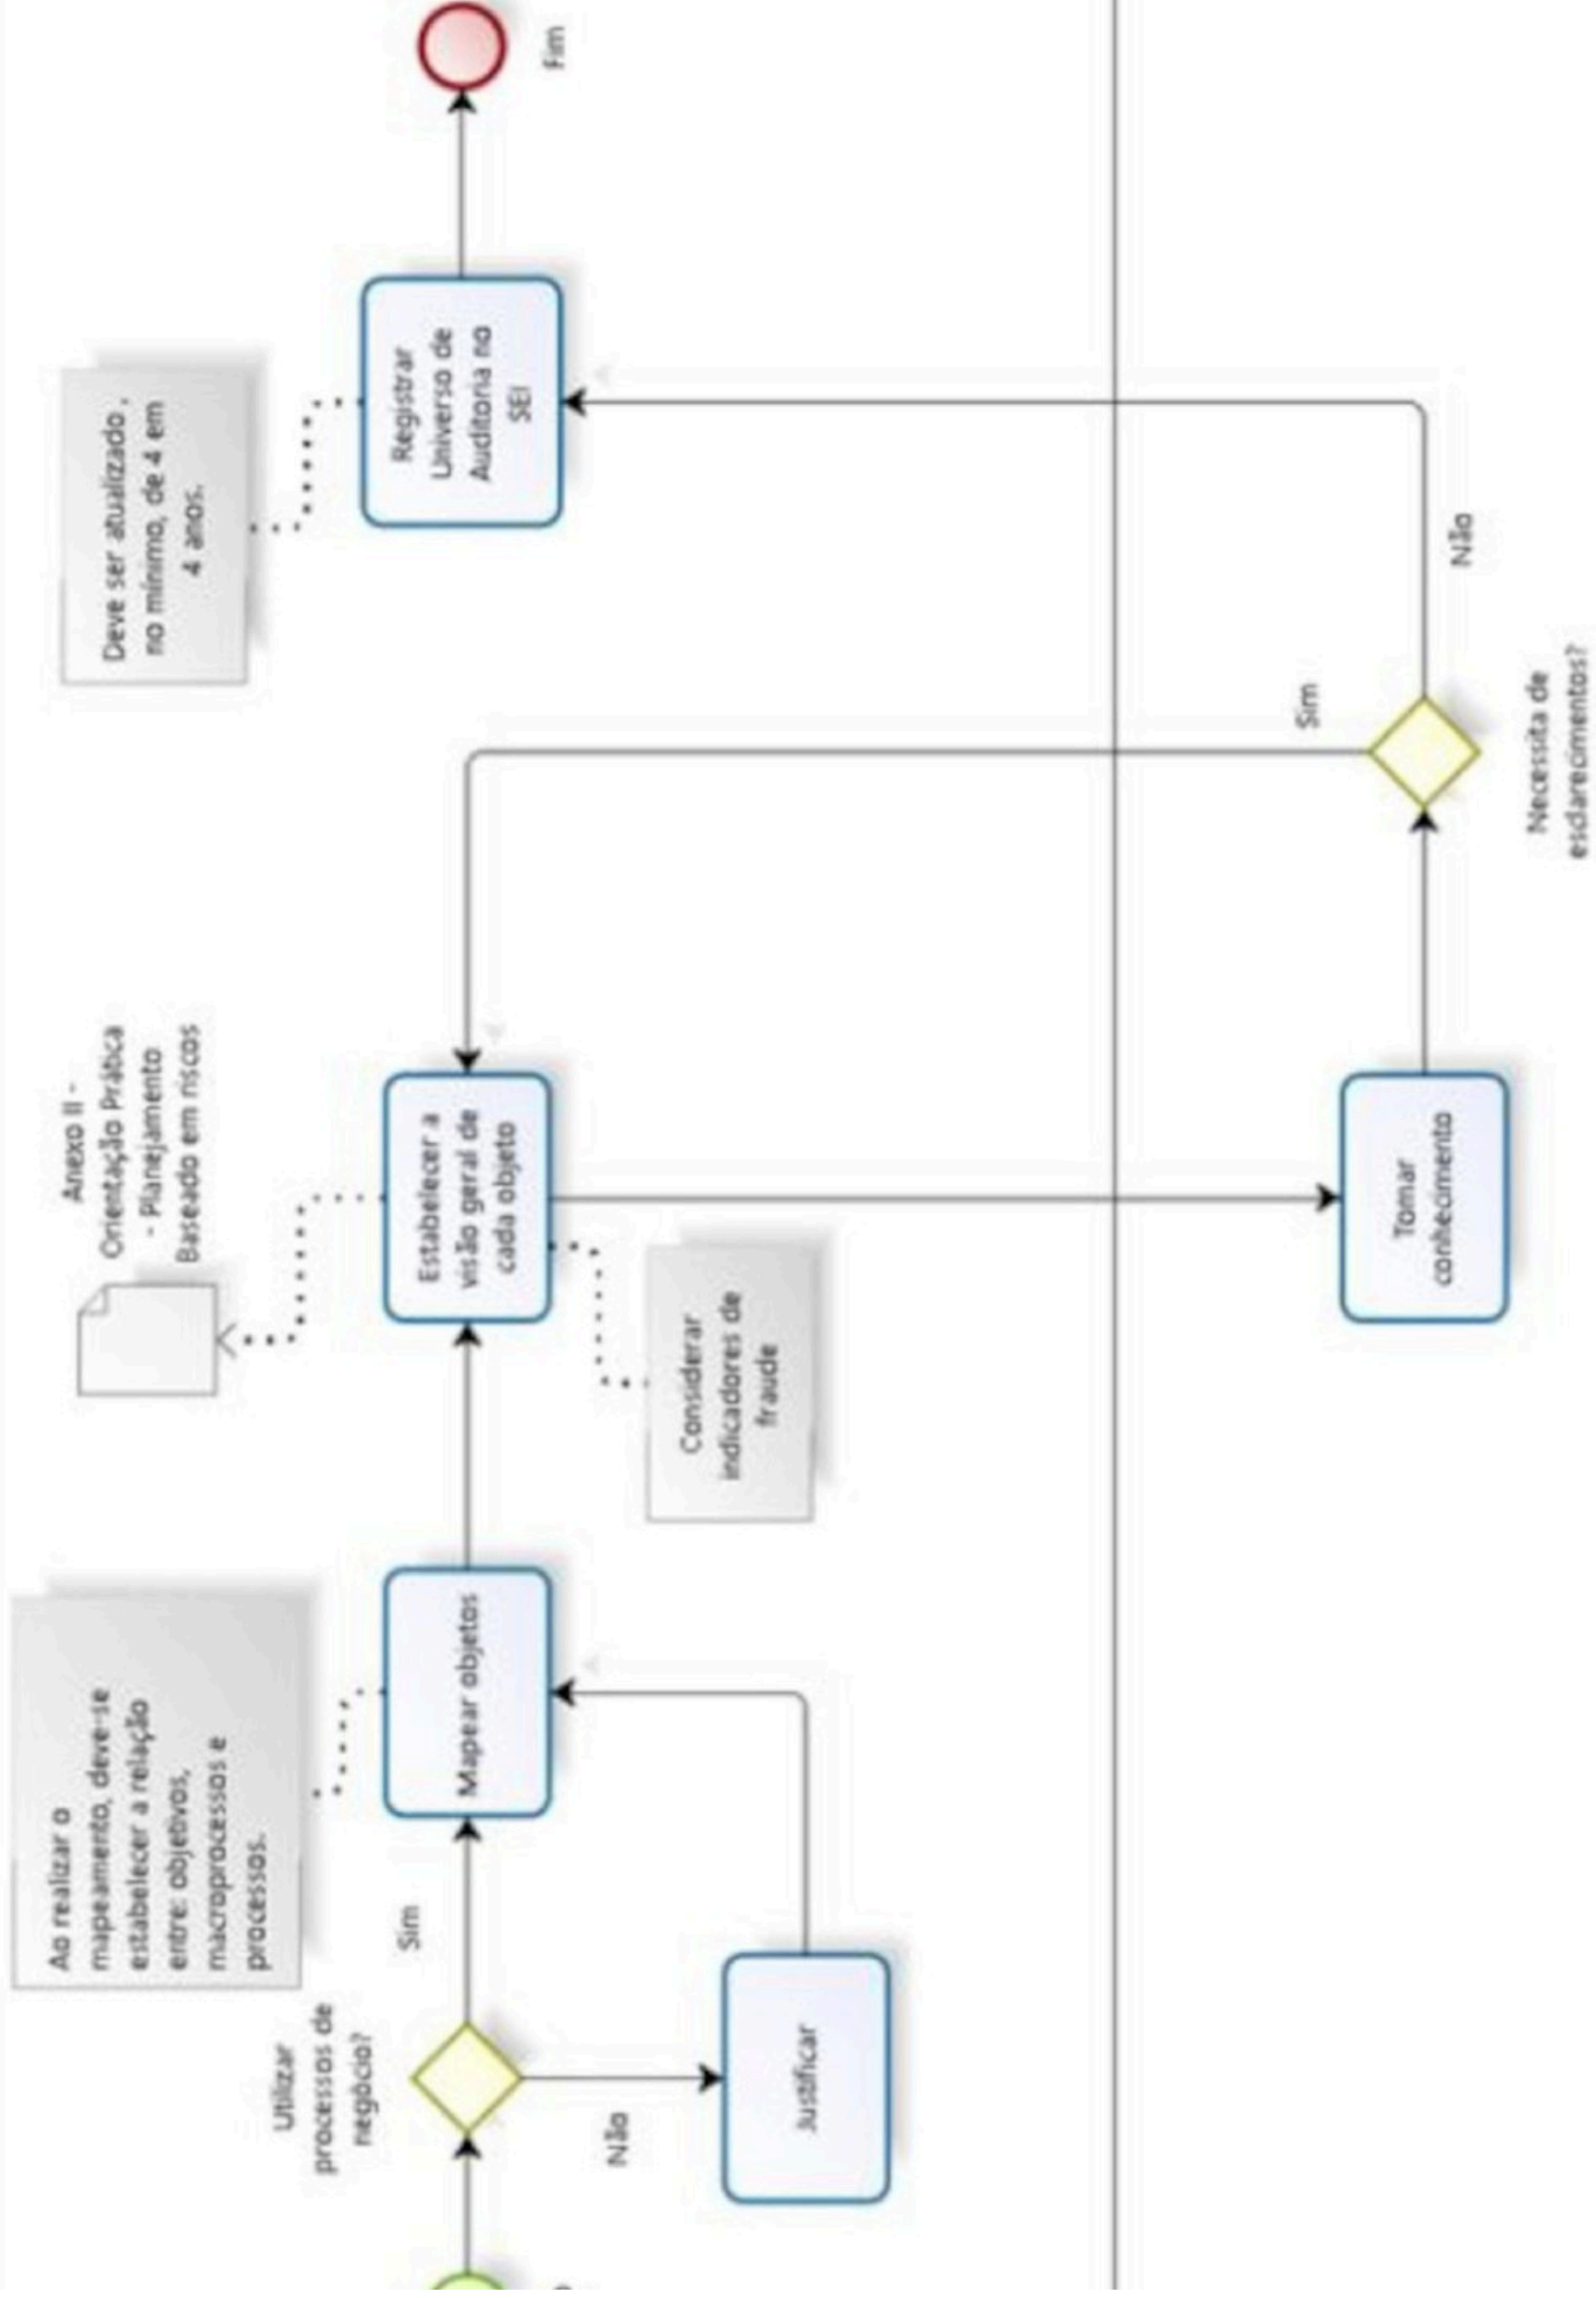 Utilizar
processos de
negócio?
Sim
Não
Justificar
Ao realizar o
mapeamento, deve-se
estabelecer a relação
entre: objetivos,
macroprocessos e
processos.
Mapear objetos
Anexo II -
Orientação Prática
- Planejamento
Baseado em riscos
Estabelecer a
visão geral de
cada objeto
Considerar
indicadores de
fraude
Tomar
conhecimento
Necessita de
esclarecimentos?
Sim
Não
Deve ser atualizado ,
no mínimo, de 4 em
4 anos.
Registrar
Universo de
Auditoria no
SEI
Fim